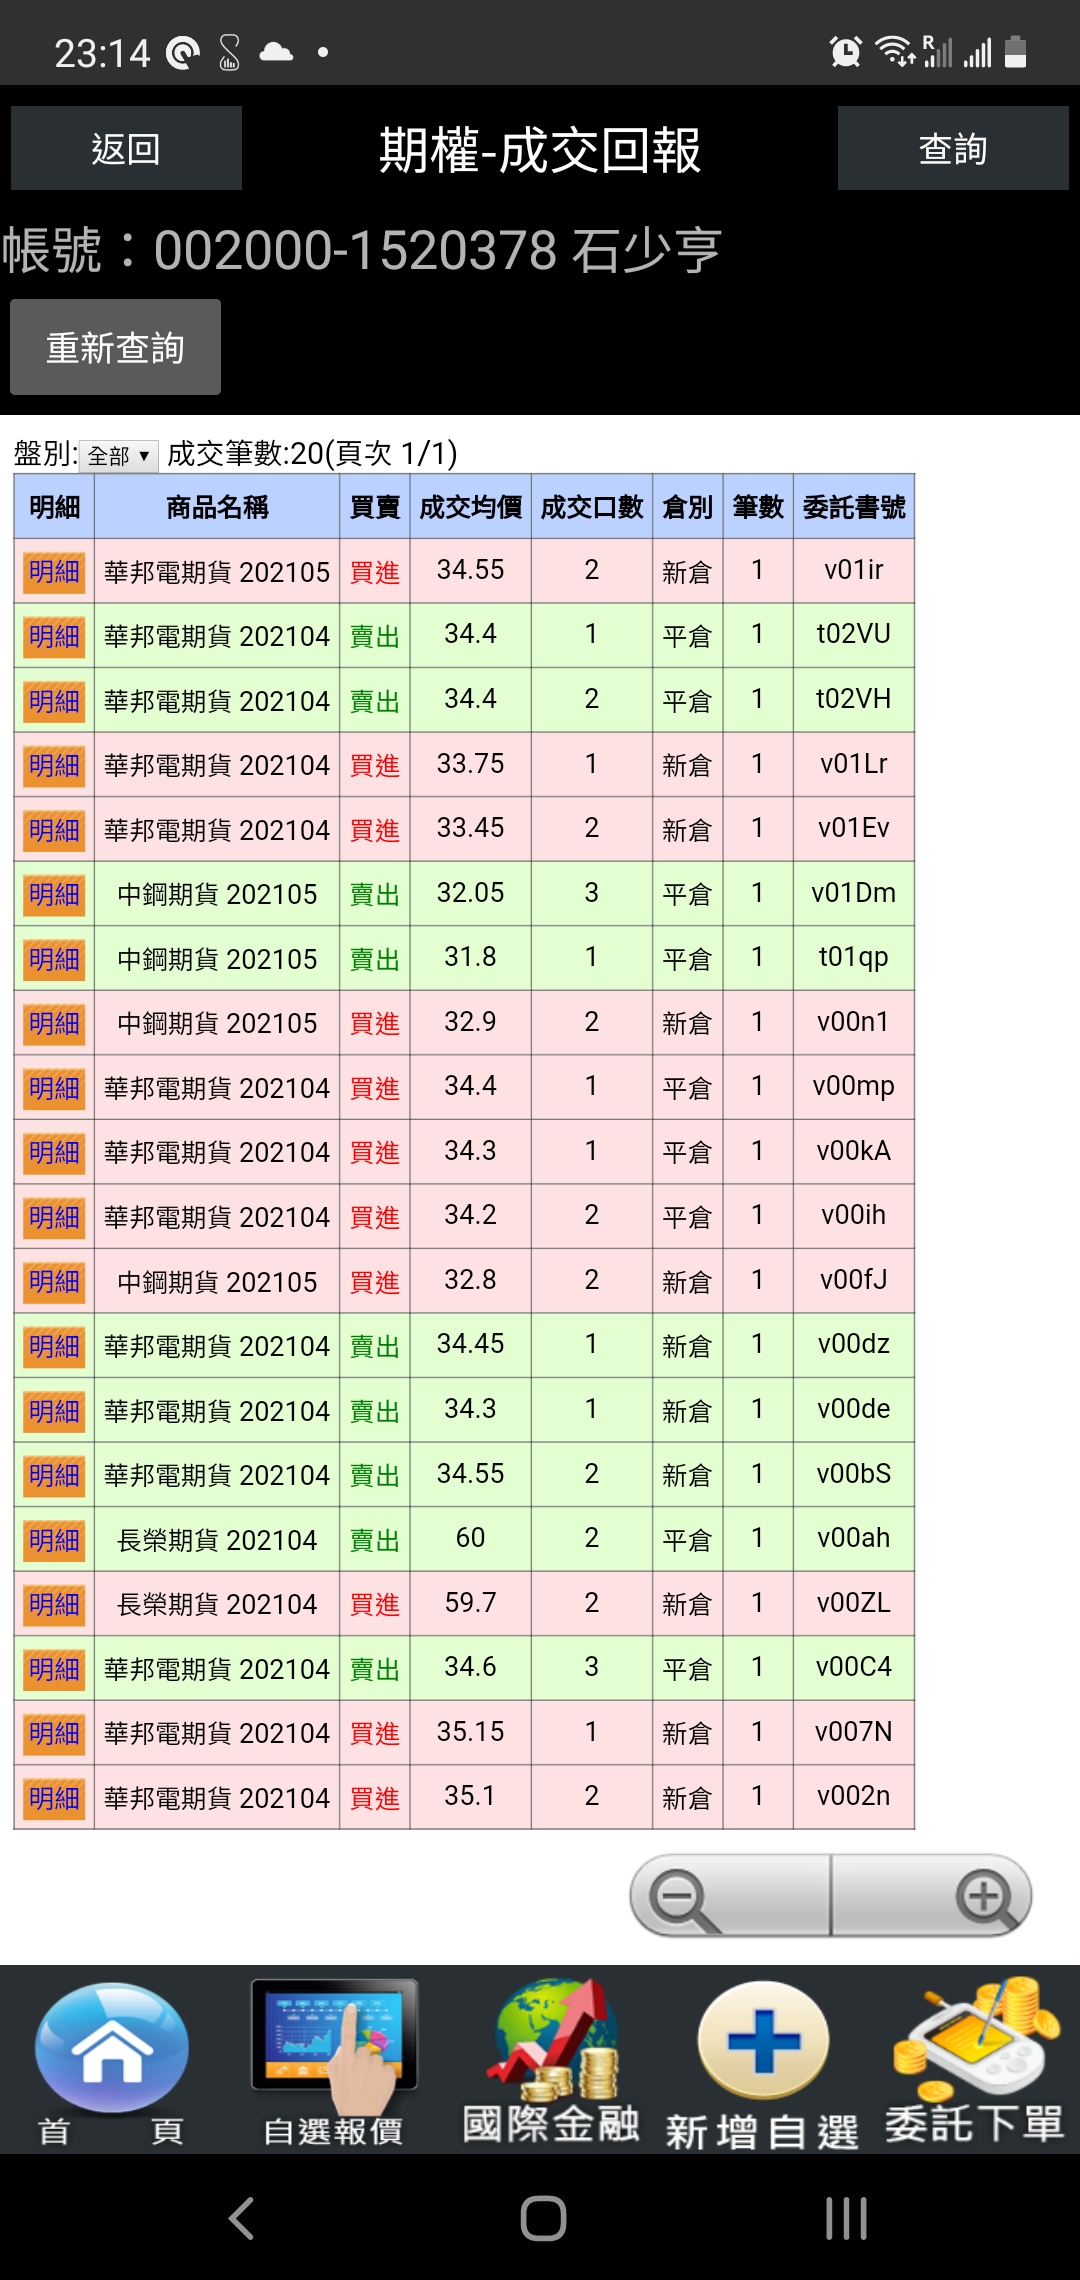 23:14
返回 期權-成交回報 查詢
帳號：002000-1520378 石少亨
重新查詢
盤別:全部 ▼ 成交筆數:20(頁次 1/1)
明細 商品名稱 買賣 成交均價 成交口數 倉別 筆數 委託書號
明細 華邦電期貨 202105 買進 34.55 2 新倉 1 v01ir
明細 華邦電期貨 202104 賣出 34.4 1 平倉 1 t02VU
明細 華邦電期貨 202104 賣出 34.4 2 平倉 1 t02VH
明細 華邦電期貨 202104 買進 33.75 1 新倉 1 v01Lr
明細 華邦電期貨 202104 買進 33.45 2 新倉 1 v01Ev
明細 中鋼期貨 202105 賣出 32.05 3 平倉 1 v01Dm
明細 中鋼期貨 202105 賣出 31.8 1 平倉 1 t01qp
明細 中鋼期貨 202105 買進 32.9 2 新倉 1 v00n1
明細 華邦電期貨 202104 買進 34.4 1 平倉 1 v00mp
明細 華邦電期貨 202104 買進 34.3 1 平倉 1 v00kA
明細 華邦電期貨 202104 買進 34.2 2 平倉 1 v00ih
明細 中鋼期貨 202105 買進 32.8 2 新倉 1 v00fJ
明細 華邦電期貨 202104 賣出 34.45 1 新倉 1 v00dz
明細 華邦電期貨 202104 賣出 34.3 1 新倉 1 v00de
明細 華邦電期貨 202104 賣出 34.55 2 新倉 1 v00bS
明細 長榮期貨 202104 賣出 60 2 平倉 1 v00ah
明細 長榮期貨 202104 買進 59.7 2 新倉 1 v00ZL
明細 華邦電期貨 202104 賣出 34.6 3 平倉 1 v00C4
明細 華邦電期貨 202104 買進 35.15 1 新倉 1 v007N
明細 華邦電期貨 202104 買進 35.1 2 新倉 1 v002n
首頁 自選報價 國際金融 新增自選 委託下單